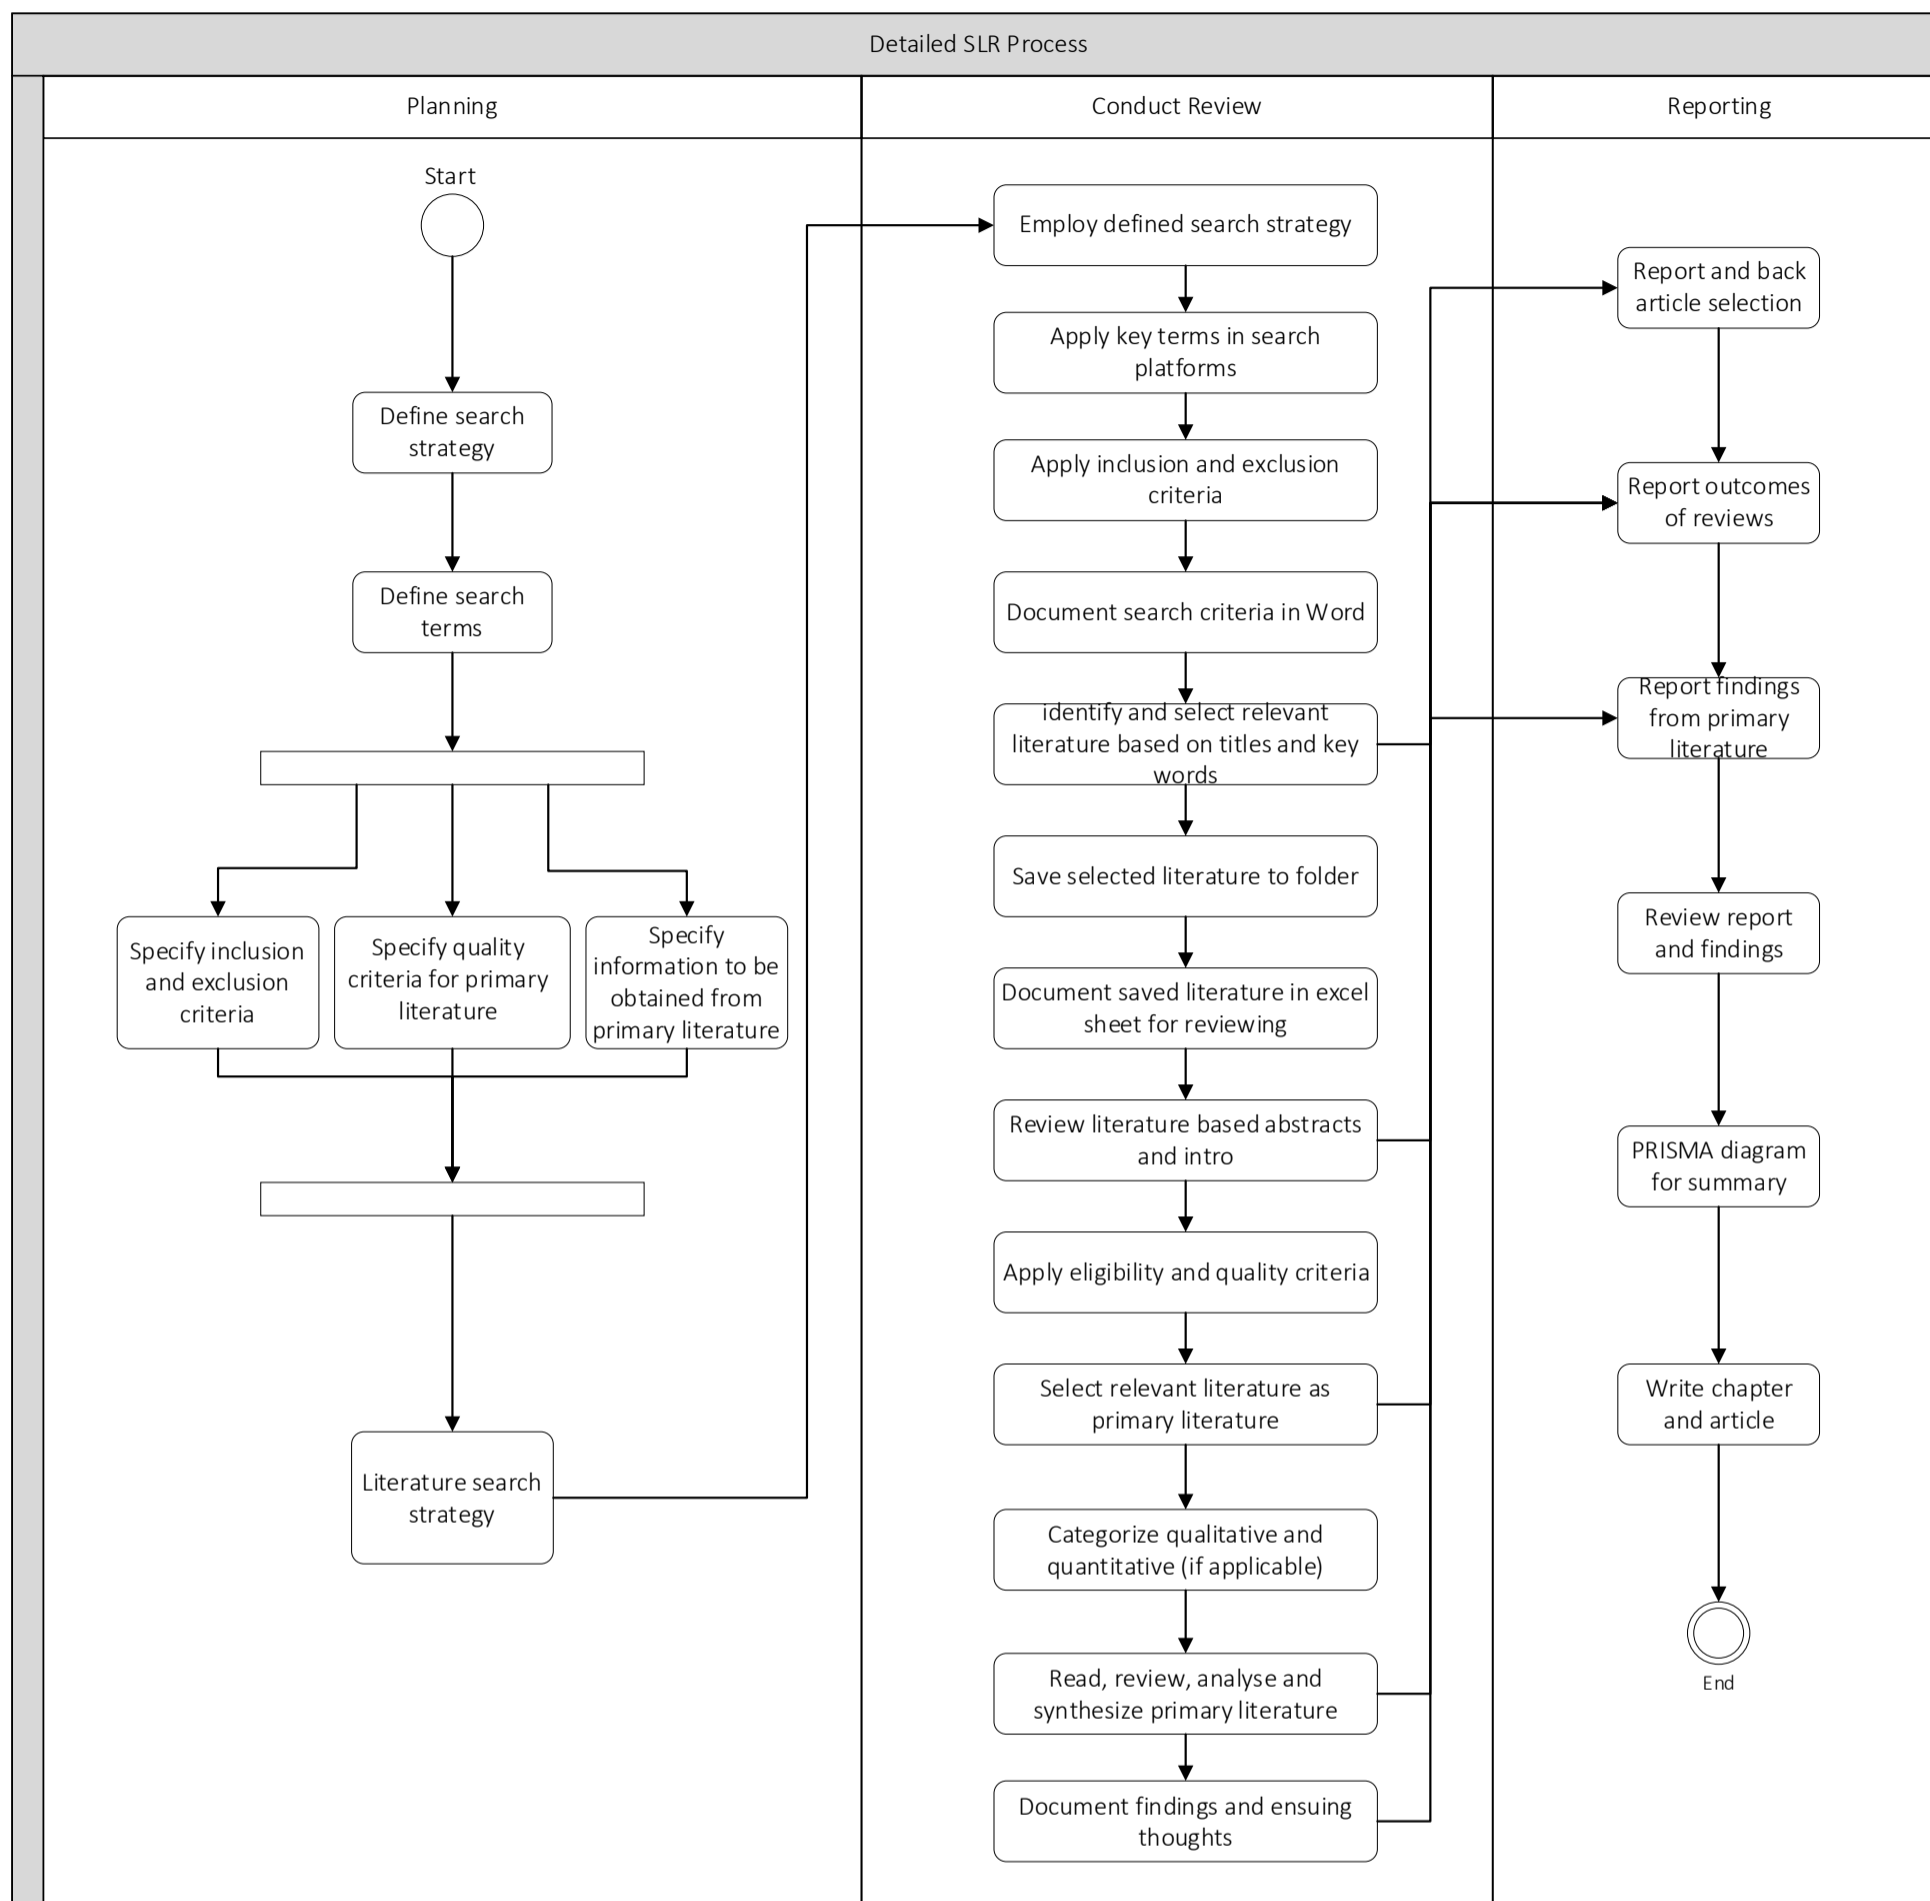 Detailed SLR Process
Planning
Conduct Review
Reporting
Start
Define search
strategy
Define search
terms
Specify inclusion
and exclusion
criteria
Specify quality
criteria for primary
literature
Specify
information to be
obtained from
primary literature
Literature search
strategy
Employ defined search strategy
Apply key terms in search
platforms
Apply inclusion and exclusion
criteria
Document search criteria in Word
identify and select relevant
literature based on titles and key
words
Save selected literature to folder
Document saved literature in excel
sheet for reviewing
Review literature based abstracts
and intro
Apply eligibility and quality criteria
Select relevant literature as
primary literature
Categorize qualitative and
quantitative (if applicable)
Read, review, analyse and
synthesize primary literature
Document findings and ensuing
thoughts
Report and back
article selection
Report outcomes
of reviews
Report findings
from primary
literature
Review report
and findings
PRISMA diagram
for summary
Write chapter
and article
End